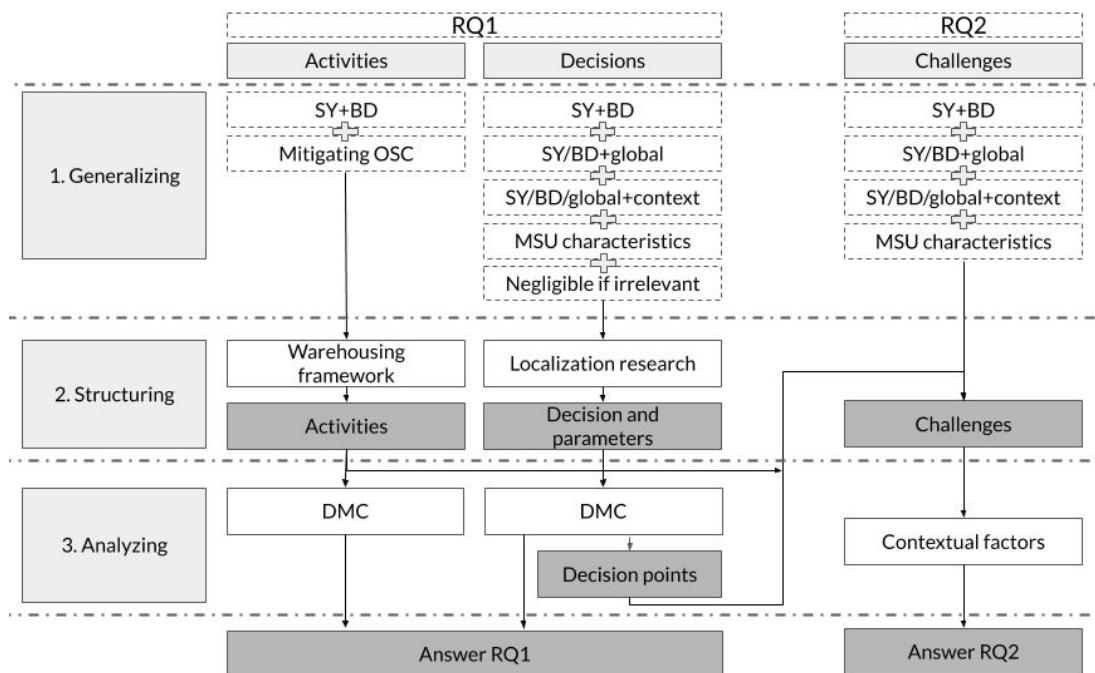 RQ1
RQ2
Activities
Decisions
Challenges
1. Generalizing
SY+BD
Mitigating OSC
SY+BD
SY/BD+global
SY/BD/global+context
MSU characteristics
Negligible if irrelevant
SY+BD
SY/BD+global
SY/BD/global+context
MSU characteristics
2. Structuring
Warehousing
framework
Localization research
Activities
Decision and
parameters
Challenges
3. Analyzing
DMC
DMC
Decision points
Contextual factors
Answer RQ1
Answer RQ2